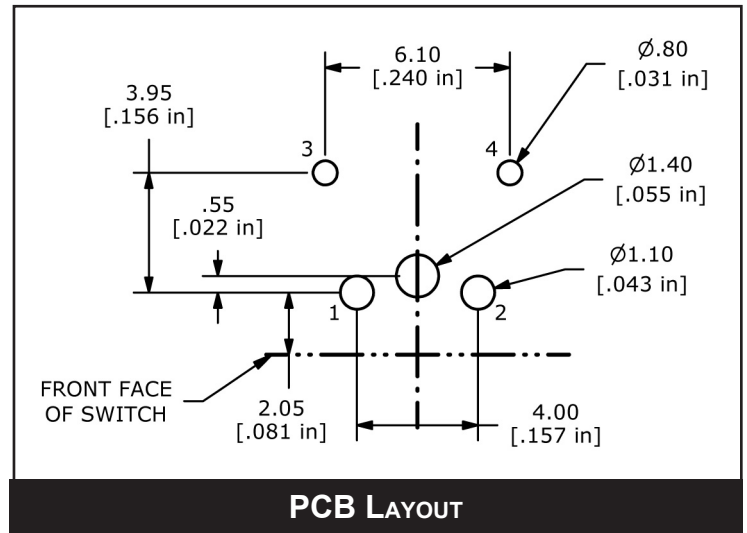 6.10
[.240 in]
Ø.80
[.031 in]
3.95
[.156 in]
3
4
Ø1.40
[.055 in]
.55
[.022 in]
Ø1.10
[.043 in]
1
2
FRONT FACE
OF SWITCH
2.05
[.081 in]
4.00
[.157 in]
PCB LAYOUT